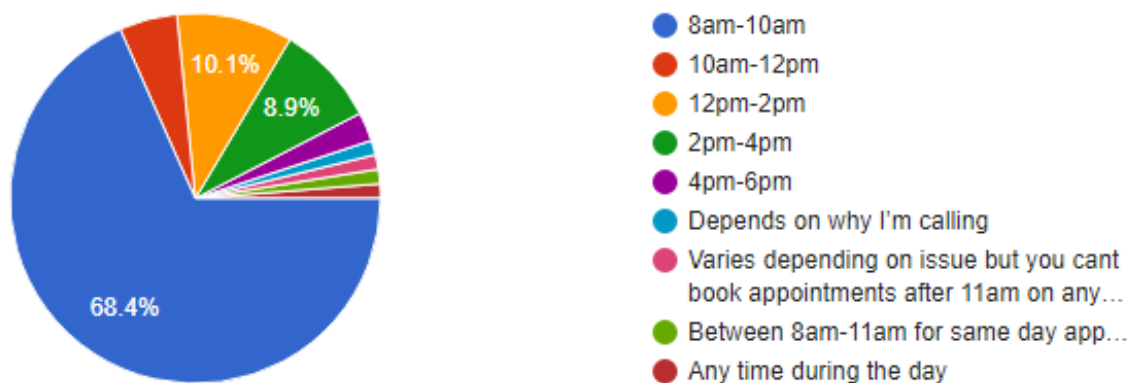 10.1%
8.9%
68.4%
8am-10am
10am-12pm
12pm-2pm
2pm-4pm
4pm-6pm
Depends on why I'm calling
Varies depending on issue but you cant
book appointments after 11am on any…
Between 8am-11am for same day app…
Any time during the day